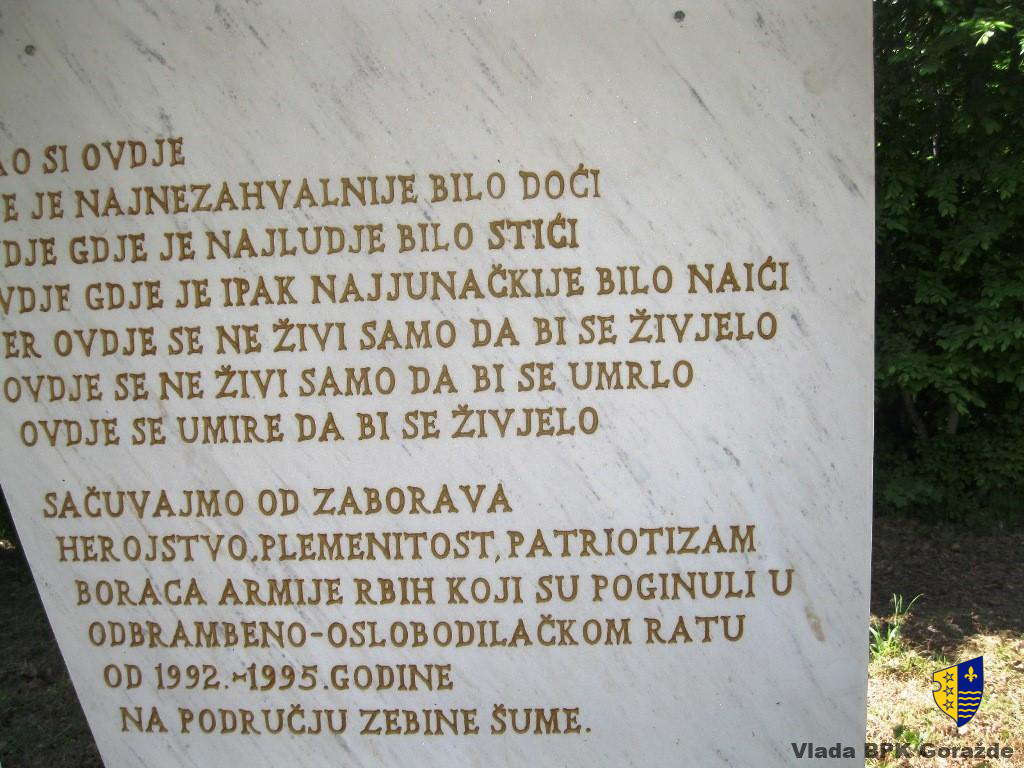 AO SI OVDJE
E JE NAJNEZAHVALNIJE BILO DOĆI
DJE GDJE JE NAJLUDJE BILO STIĆI
VDJE GDJE JE IPAK NAJJUNAČKIJE BILO NAIĆI
ER OVDJE SE NE ŽIVI SAMO DA BI SE ŽIVJELO
OVDJE SE NE ŽIVI SAMO DA BI SE UMRLO
OVDJE SE UMIRE DA BI SE ŽIVJELO
SAČUVAJMO OD ZABORAVA
HEROJSTVO,PLEMENITOST,PATRIOTIZAM
BORACA ARMIJE RBIH KOJI SU POGINULI U
ODBRAMBENO-OSLOBODILAČKOM RATU
OD 1992.-1995.GODINE
NA PODRUČJU ZEBINE ŠUME.
Vlada BPK Goražde